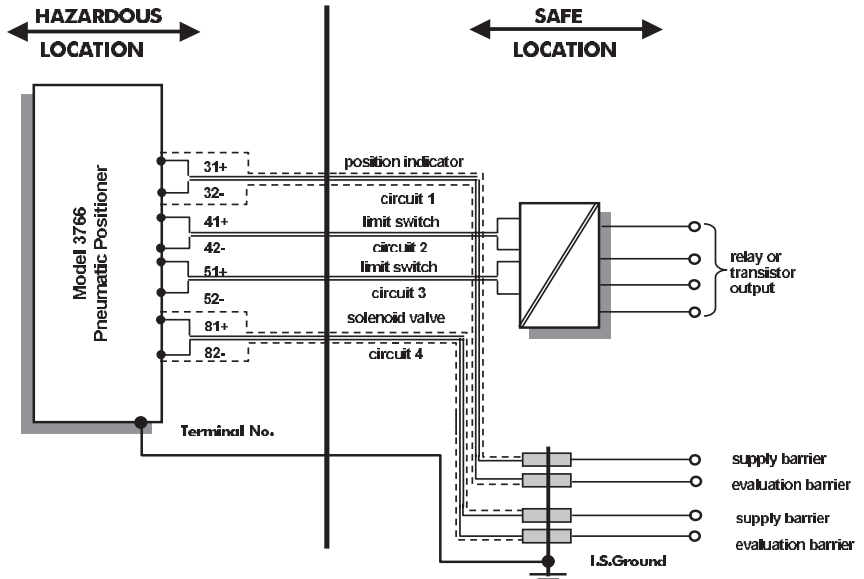 HAZARDOUS
LOCATION
SAFE
LOCATION
Model 3766
Pneumatic Positioner
31+
32-
41+
42-
51+
52-
81+
82-
position indicator
circuit 1
limit switch
circuit 2
limit switch
circuit 3
solenoid valve
circuit 4
relay or
transistor
output
Terminal No.
supply barrier
evaluation barrier
supply barrier
evaluation barrier
I.S.Ground